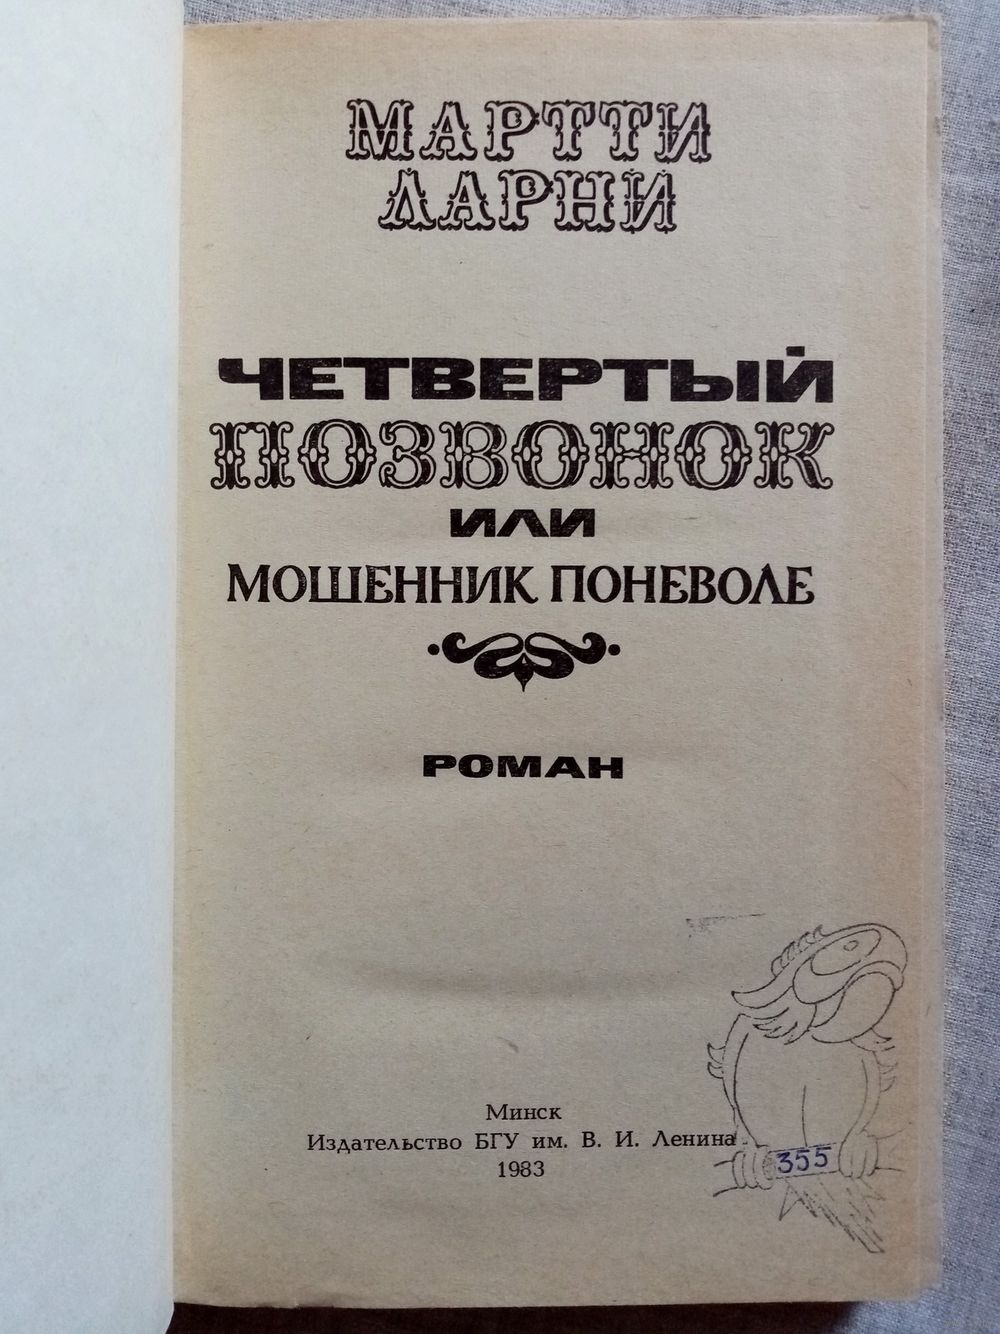 МАРТТИ
ЛАРНИ
ЧЕТВЕРТЫЙ
ПОЗВОНОК
ИЛИ
МОШЕННИК ПОНЕВОЛЕ
РОМАН
Минск
Издательство БГУ им. В. И. Ленина
1983
355